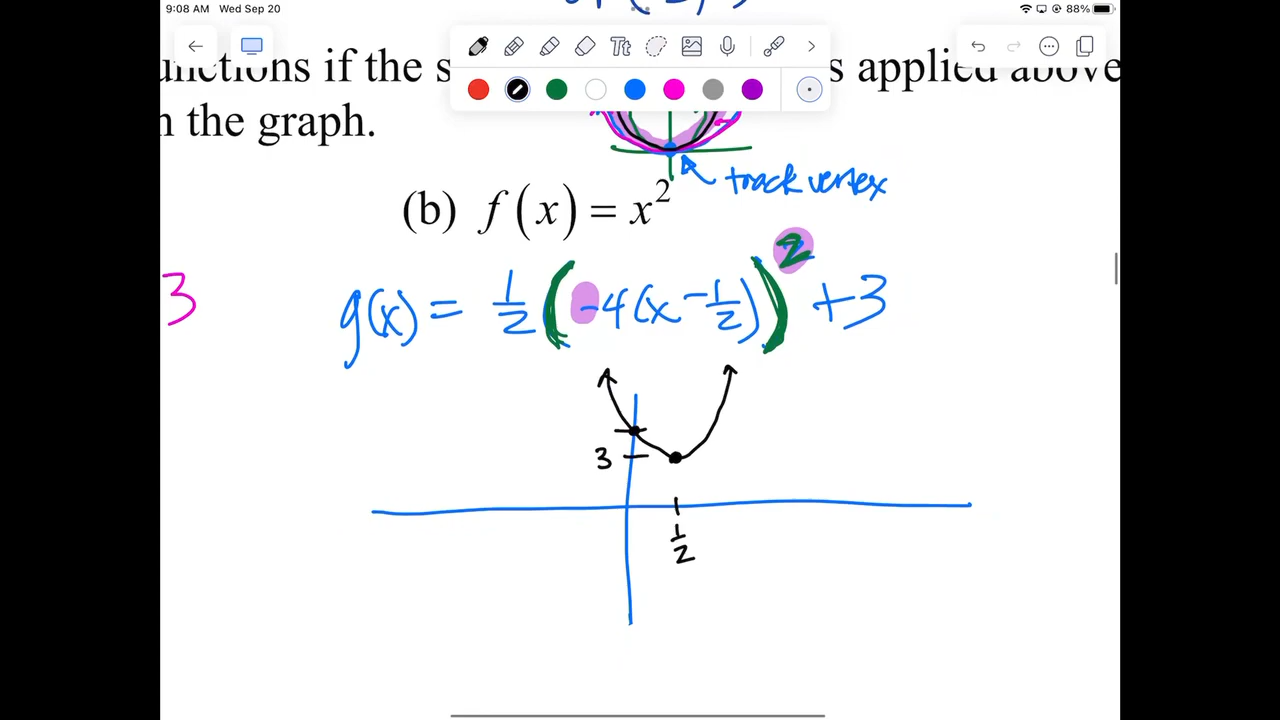 9:08 AM Wed Sep 20
88%
Tt
unctions if the s s applied above
n the graph.
track vertex
(b) f(x) = x²
3
g(x) = 1/2 (-4(x-1/2))² +3
3
1/2